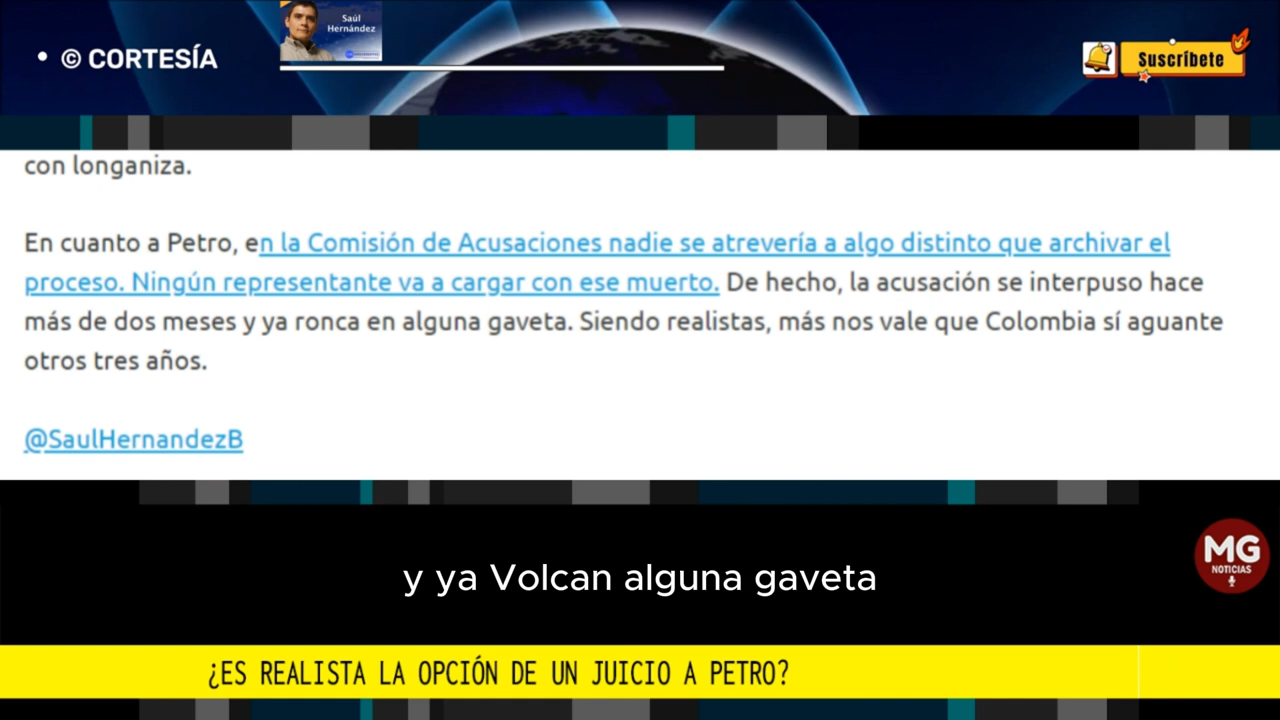 • © CORTESÍA
Saúl
Hernández
Suscríbete
con longaniza.
En cuanto a Petro, en la Comisión de Acusaciones nadie se atrevería a algo distinto que archivar el
proceso. Ningún representante va a cargar con ese muerto. De hecho, la acusación se interpuso hace
más de dos meses y ya ronca en alguna gaveta. Siendo realistas, más nos vale que Colombia sí aguante
otros tres años.
@SaulHernandezB
MG
NOTICIAS
y ya Volcan alguna gaveta
¿ES REALISTA LA OPCIÓN DE UN JUICIO A PETRO?